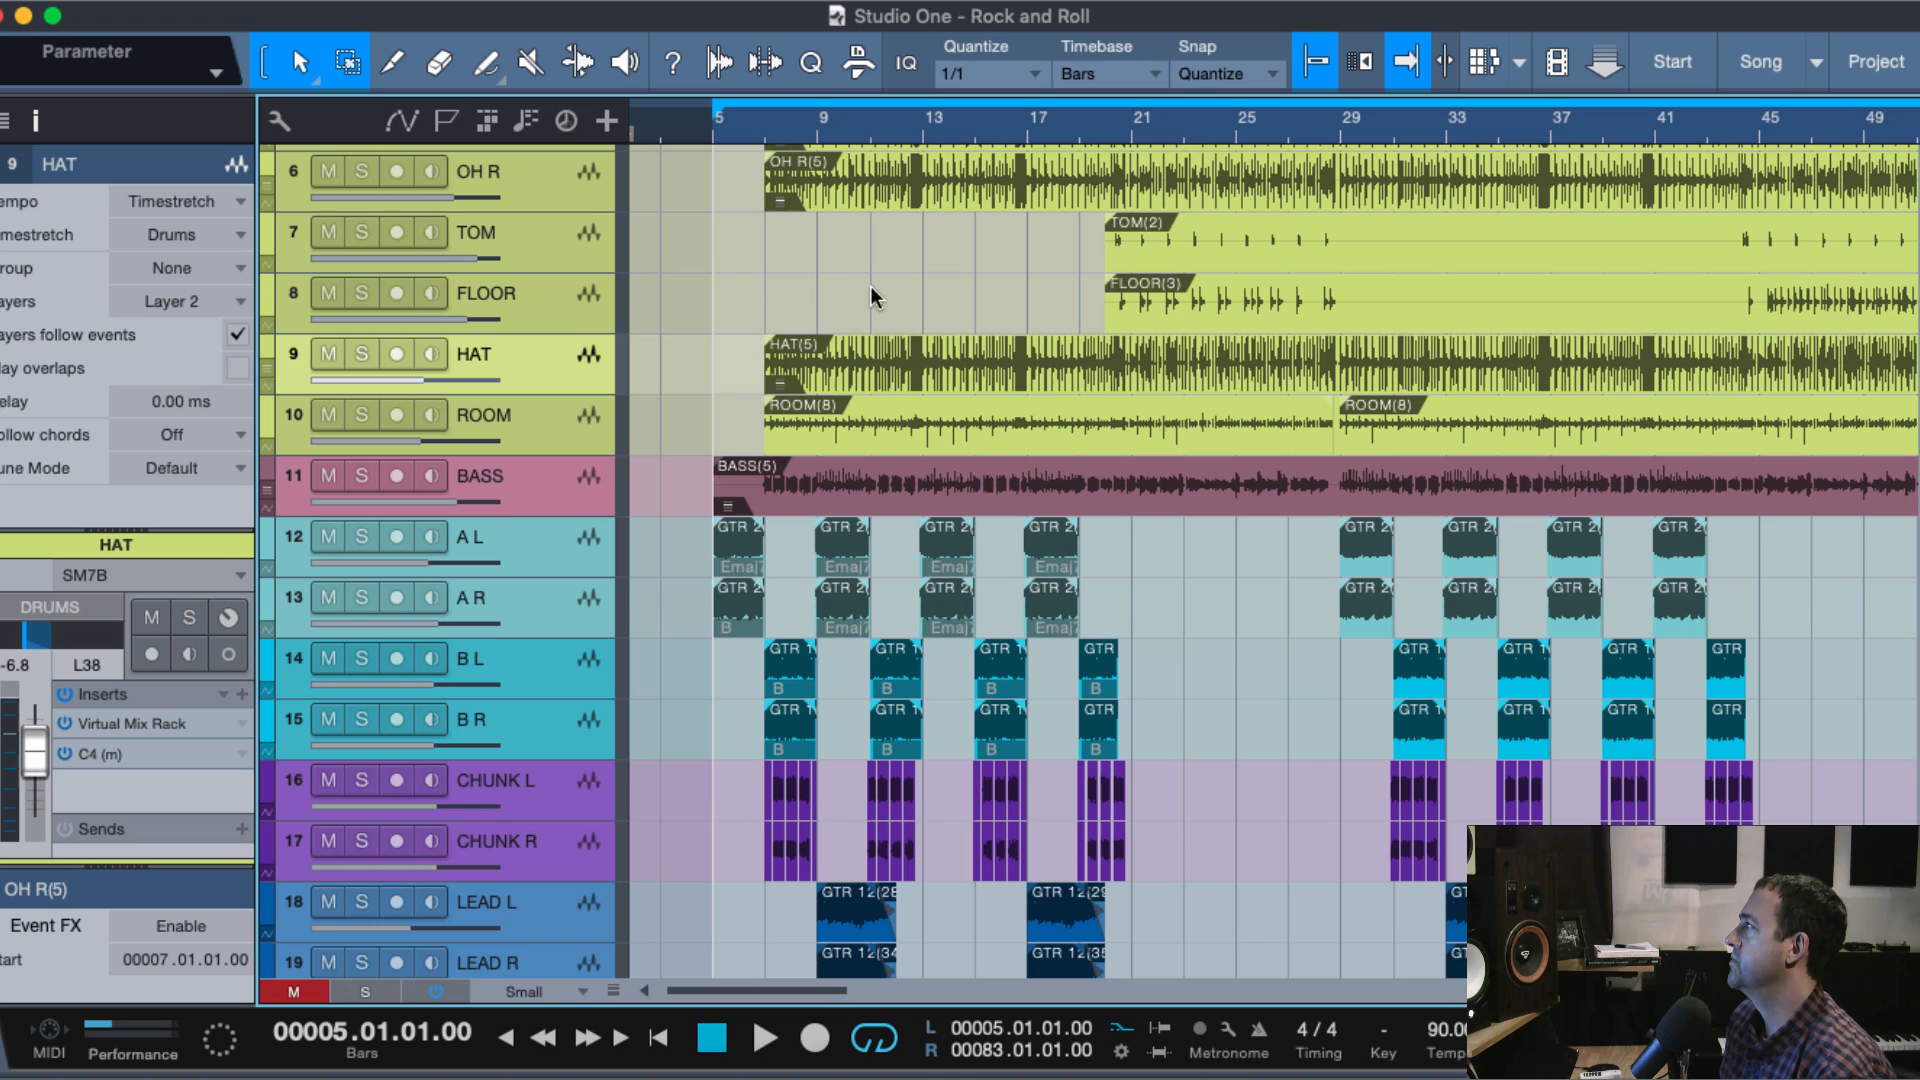 Studio One - Rock and Roll
Parameter
Quantize
1/1
Timebase
Bars
Snap
Quantize
IQ
Start
Song
Project
5 9 13 17 21 25 29 33 37 41 45 49
9 HAT
empo Timestretch
mestretch Drums
roup None
ayers Layer 2
ayers follow events
lay overlaps
elay 0.00 ms
ollow chords Off
une Mode Default
HAT
SM7B
DRUMS
M S
-6.8 L38
Inserts
Virtual Mix Rack
C4 (m)
Sends
OH R(5)
Event FX Enable
tart 00007.01.01.00
6 M S OH R
OH R(5)
7 M S TOM
TOM(2)
8 M S FLOOR
FLOOR(3)
9 M S HAT
HAT(5)
10 M S ROOM
ROOM(8) ROOM(8)
11 M S BASS
BASS(5)
12 M S A L
GTR 2( GTR 2( GTR 2( GTR 2( GTR 2( GTR 2( GTR 2( GTR 2(
Emaj7 Emaj7 Emaj7 Emaj7
13 M S A R
GTR 2( GTR 2( GTR 2( GTR 2( GTR 2( GTR 2( GTR 2( GTR 2(
B Emaj7 Emaj7 Emaj7
14 M S B L
GTR 1 GTR 1 GTR 1 GTR GTR 1 GTR 1 GTR 1 GTR
B B B B
15 M S B R
GTR 1 GTR 1 GTR 1 GTR GTR 1 GTR 1 GTR 1 GTR
B B B B
16 M S CHUNK L
17 M S CHUNK R
18 M S LEAD L
GTR 12(28 GTR 12(29 GT
19 M S LEAD R
GTR 12(34 GTR 12(35 GT
M S Small
MIDI
Performance
00005.01.01.00
Bars
L 00005.01.01.00
R 00083.01.01.00
Metronome
4 / 4
Timing
-
Key
90.00
Temp